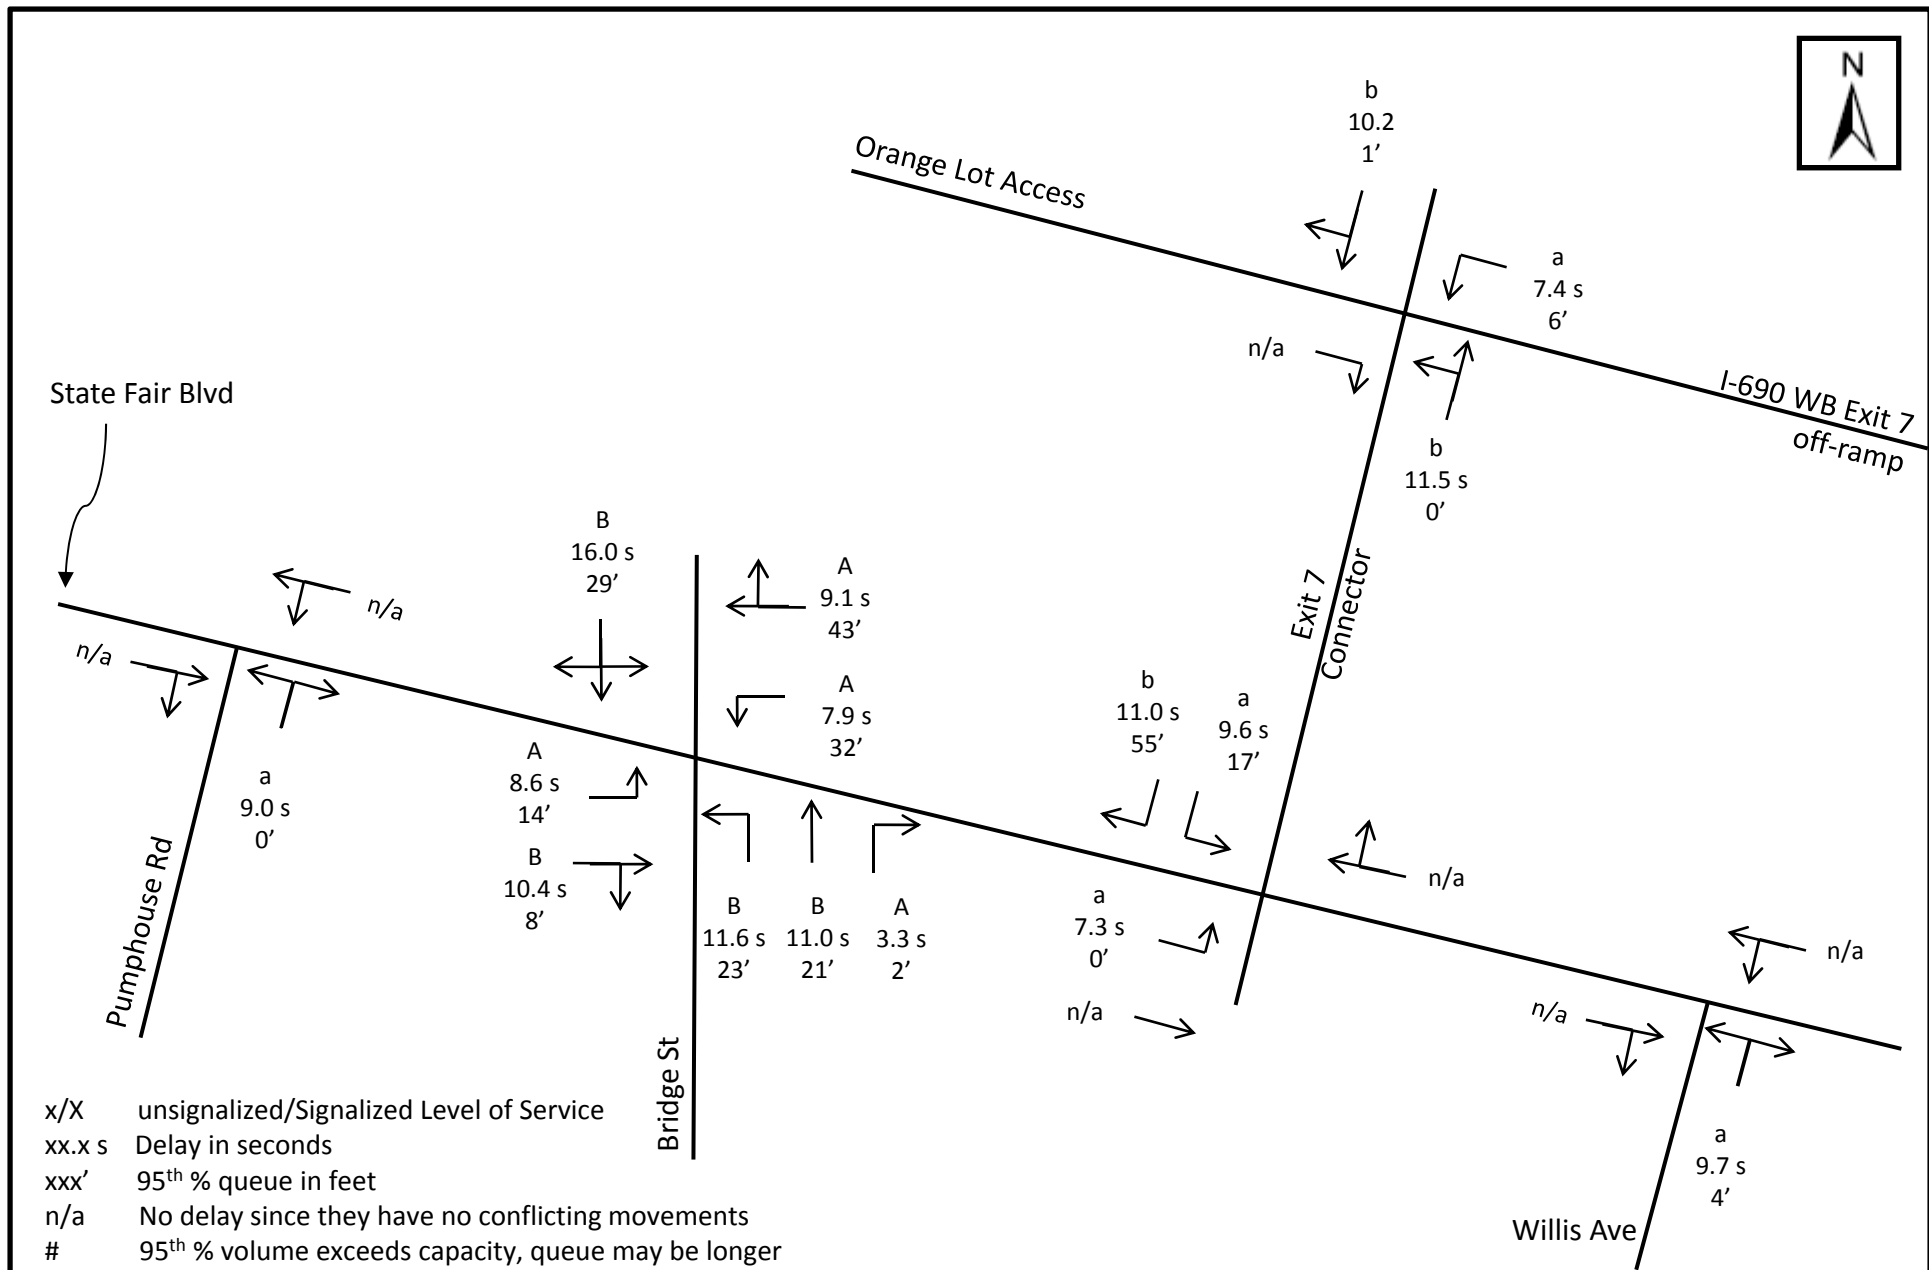 N
b
10.2
1’
Orange Lot Access
a
7.4 s
6’
n/a
I-690 WB Exit 7
off-ramp
b
11.5 s
0’
State Fair Blvd
B
16.0 s
29’
A
9.1 s
43’
n/a
n/a
Exit 7
Connector
A
7.9 s
32’
b
11.0 s
55’
a
9.6 s
17’
A
8.6 s
14’
a
9.0 s
0’
B
10.4 s
8’
Pumphouse Rd
B
11.6 s
23’
B
11.0 s
21’
A
3.3 s
2’
a
7.3 s
0’
n/a
n/a
n/a
n/a
Bridge St
a
9.7 s
4’
Willis Ave
x/X unsignalized/Signalized Level of Service
xx.x s Delay in seconds
xxx’ 95th % queue in feet
n/a No delay since they have no conflicting movements
# 95th % volume exceeds capacity, queue may be longer